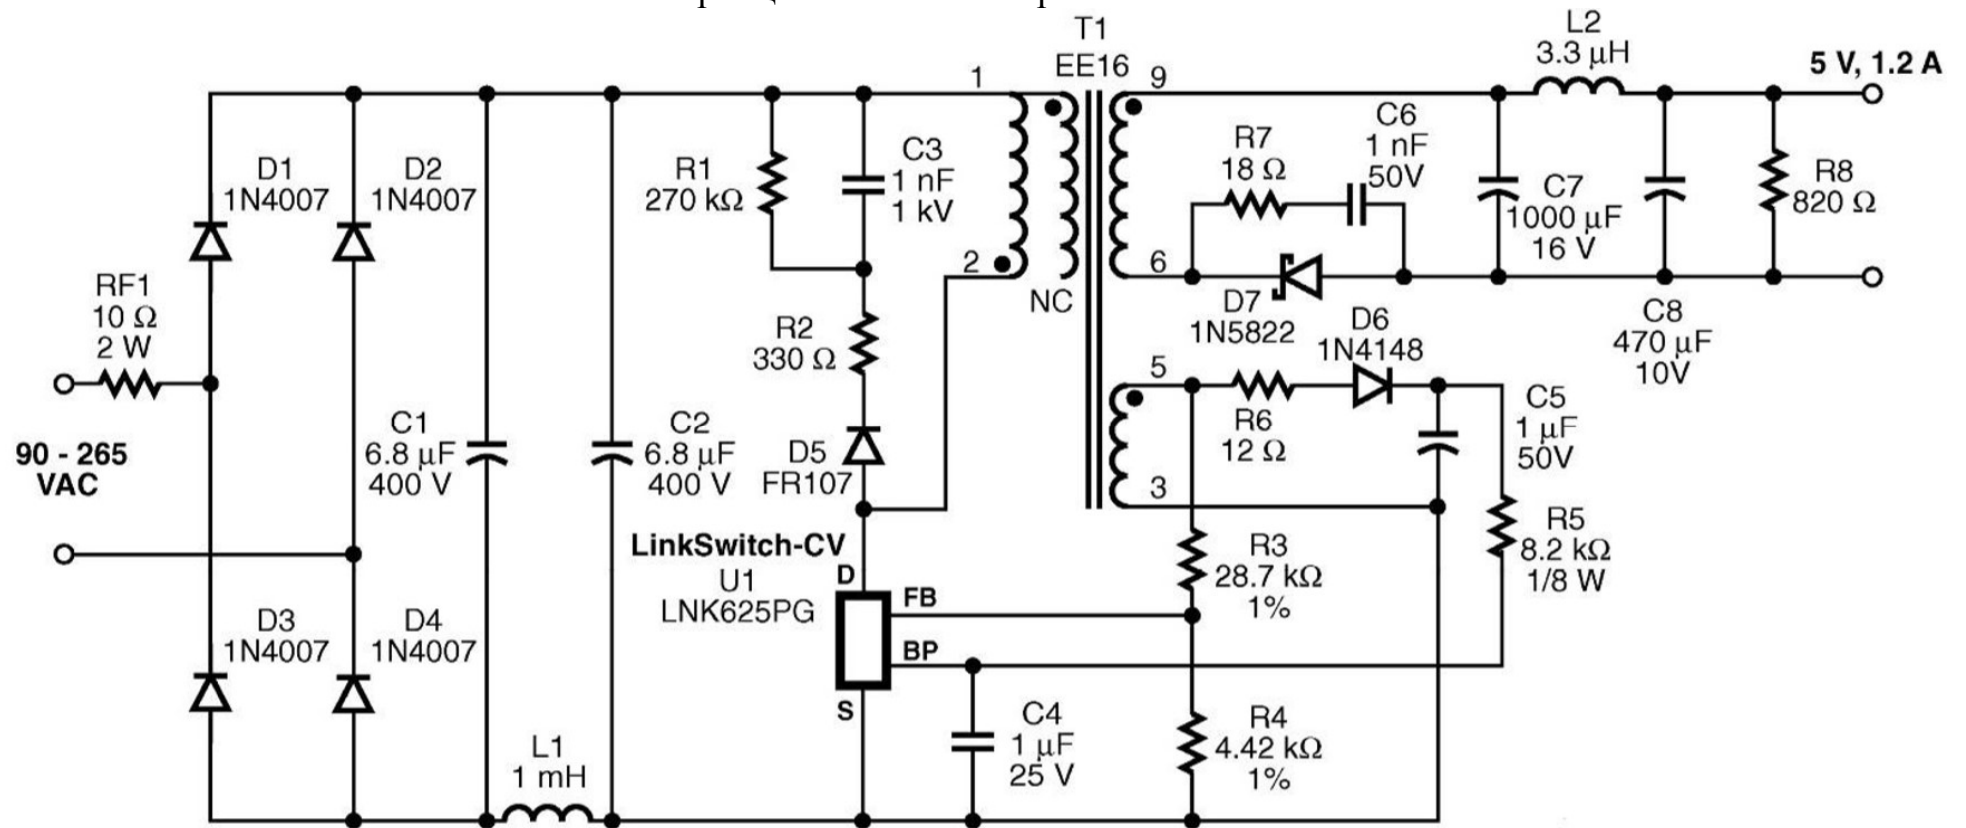 T1
EE16
L2
3.3 µH
5 V, 1.2 A
1
9
D1
1N4007
D2
1N4007
R1
270 kΩ
C3
1 nF
1 kV
R7
18 Ω
C6
1 nF
50V
C7
1000 µF
16 V
R8
820 Ω
2
6
NC
RF1
10 Ω
2 W
R2
330 Ω
D7
1N5822
D6
1N4148
C8
470 µF
10V
5
R6
12 Ω
C5
1 µF
50V
90 - 265
VAC
C1
6.8 µF
400 V
C2
6.8 µF
400 V
D5
FR107
3
LinkSwitch-CV
U1
LNK625PG
D
FB
BP
S
R3
28.7 kΩ
1%
R5
8.2 kΩ
1/8 W
D3
1N4007
D4
1N4007
L1
1 mH
C4
1 µF
25 V
R4
4.42 kΩ
1%